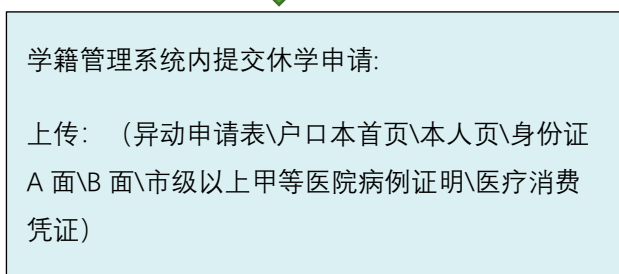 学籍管理系统内提交休学申请:
上传： （异动申请表\户口本首页\本人页\身份证
A 面\B 面\市级以上甲等医院病例证明\医疗消费
凭证）